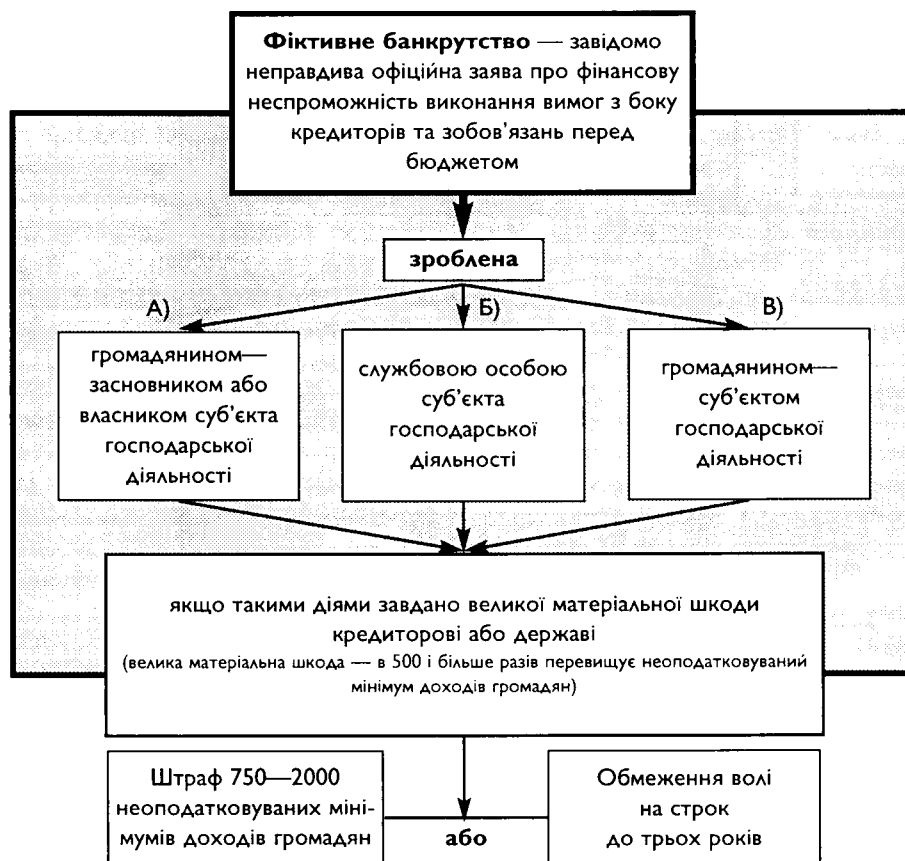 Фіктивне банкрутство — завідомо
неправдива офіційна заява про фінансову
неспроможність виконання вимог з боку
кредиторів та зобов’язань перед
бюджетом
зроблена
А)
Б)
В)
громадянином—
засновником або
власником суб’єкта
господарської
діяльності
службовою особою
суб’єкта
господарської
діяльності
громадянином—
суб’єктом
господарської
діяльності
якщо такими діями завдано великої матеріальної шкоди
кредиторові або державі
(велика матеріальна шкода — в 500 і більше разів перевищує неоподатковуваний
мінімум доходів громадян)
Штраф 750—2000
неоподатковуваних міні-
мумів доходів громадян
або
Обмеження волі
на строк
до трьох років